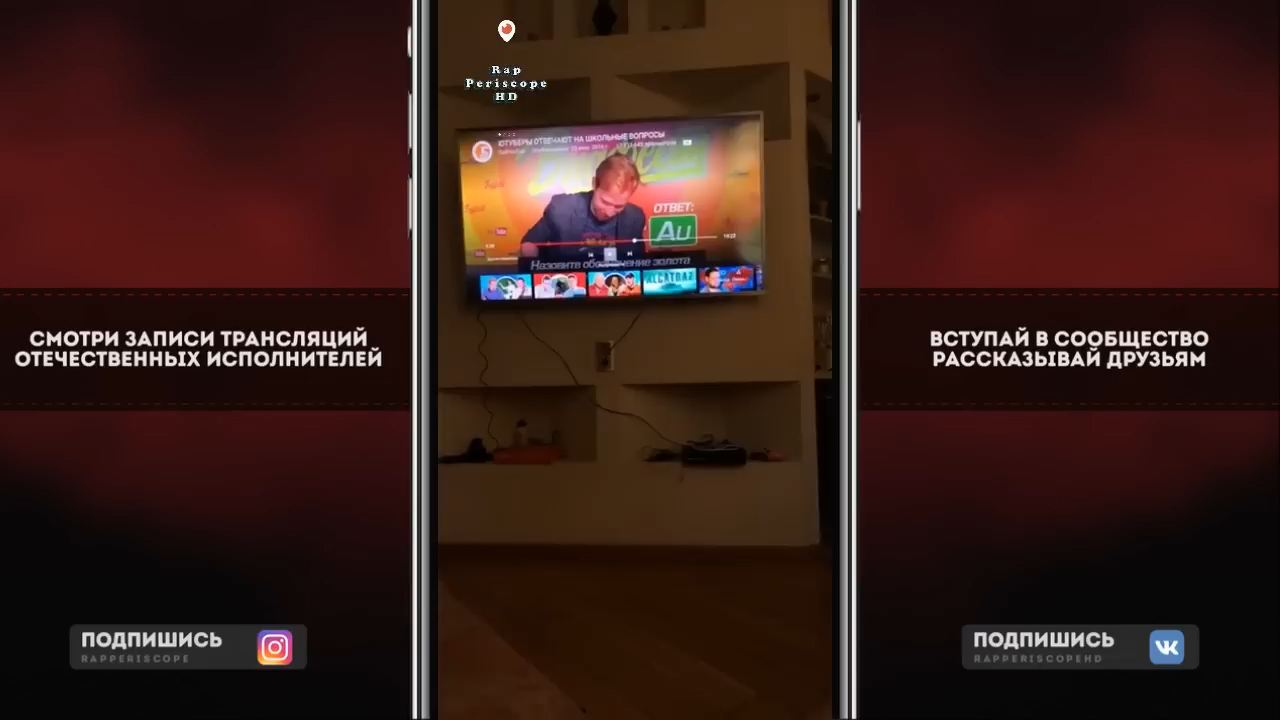 Rap
Periscope
HD
ЮТУБЕРЫ ОТВЕЧАЮТ НА ШКОЛЬНЫЕ ВОПРОСЫ
ОТВЕТ:
Au
Назовите обозначение золота
ALCATRAZ
СМОТРИ ЗАПИСИ ТРАНСЛЯЦИЙ
ОТЕЧЕСТВЕННЫХ ИСПОЛНИТЕЛЕЙ
ВСТУПАЙ В СООБЩЕСТВО
РАССКАЗЫВАЙ ДРУЗЬЯМ
ПОДПИШИСЬ
RAPPERISCOPE
ПОДПИШИСЬ
RAPPERISCOPEHD